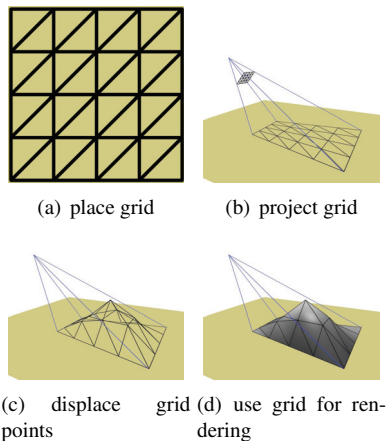 (a) place grid
(b) project grid
(c) displace grid points
(d) use grid for ren-
dering